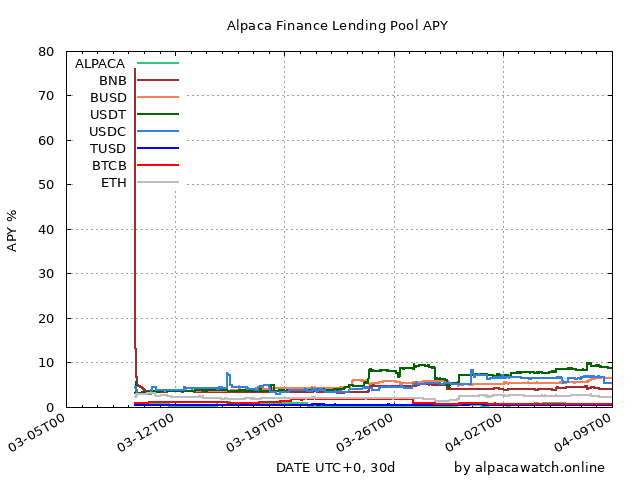 Alpaca Finance Lending Pool APY
80
70
60
50
40
30
20
10
0
APY %
ALPACA
BNB
BUSD
USDT
USDC
TUSD
BTCB
ETH
03-05T00
03-12T00
03-19T00
03-26T00
04-02T00
04-09T00
DATE UTC+0, 30d
by alpacawatch.online